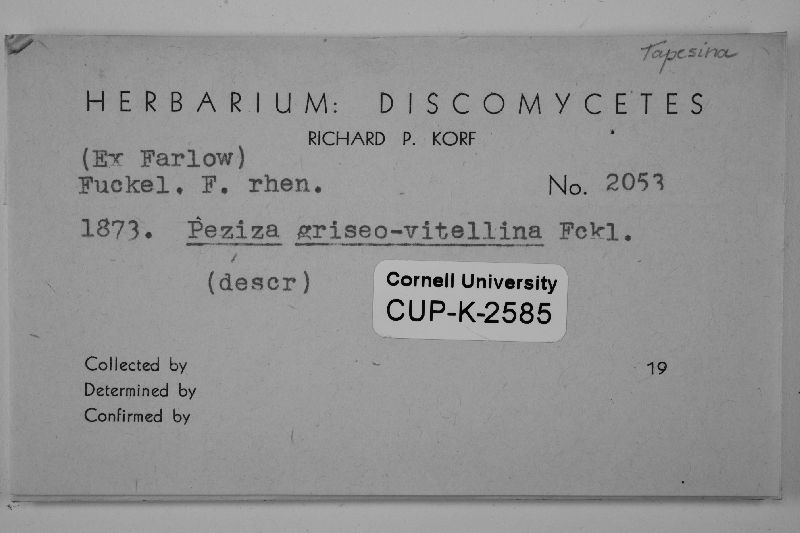 Tapesina
HERBARIUM: DISCOMYCETES
RICHARD P. KORF
(Ex Farlow)
Fuckel. F. rhen. No. 2053
1873. Peziza griseo-vitellina Fckl.
(descr)
Cornell University
CUP-K-2585
Collected by 19
Determined by
Confirmed by